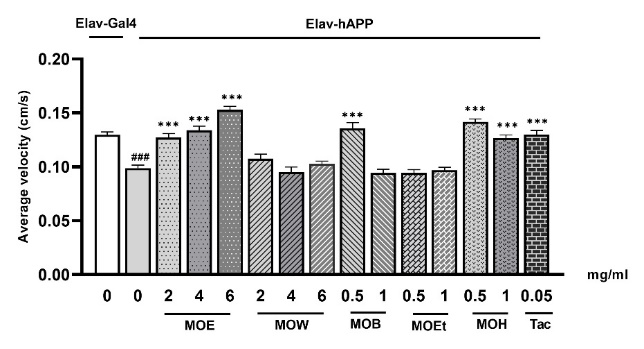 Elav-Gal4 Elav-hAPP
Average velocity (cm/s)
0.20
0.15
0.10
0.05
0.00
### *** *** *** *** *** *** ***
0 0 2 4 6 2 4 6 0.5 1 0.5 1 0.5 1 0.05 mg/ml
MOE MOW MOB MOEt MOH Tac